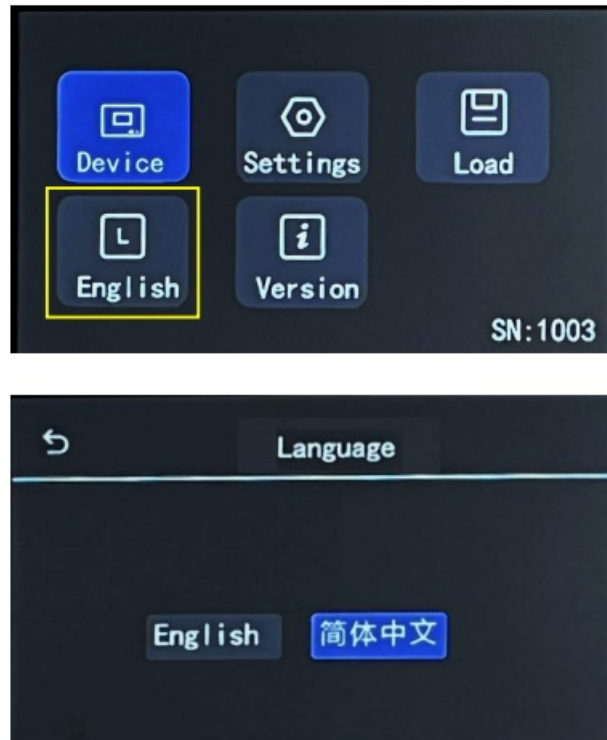 Device Settings Load
English Version
SN:1003
Language
English 简体中文